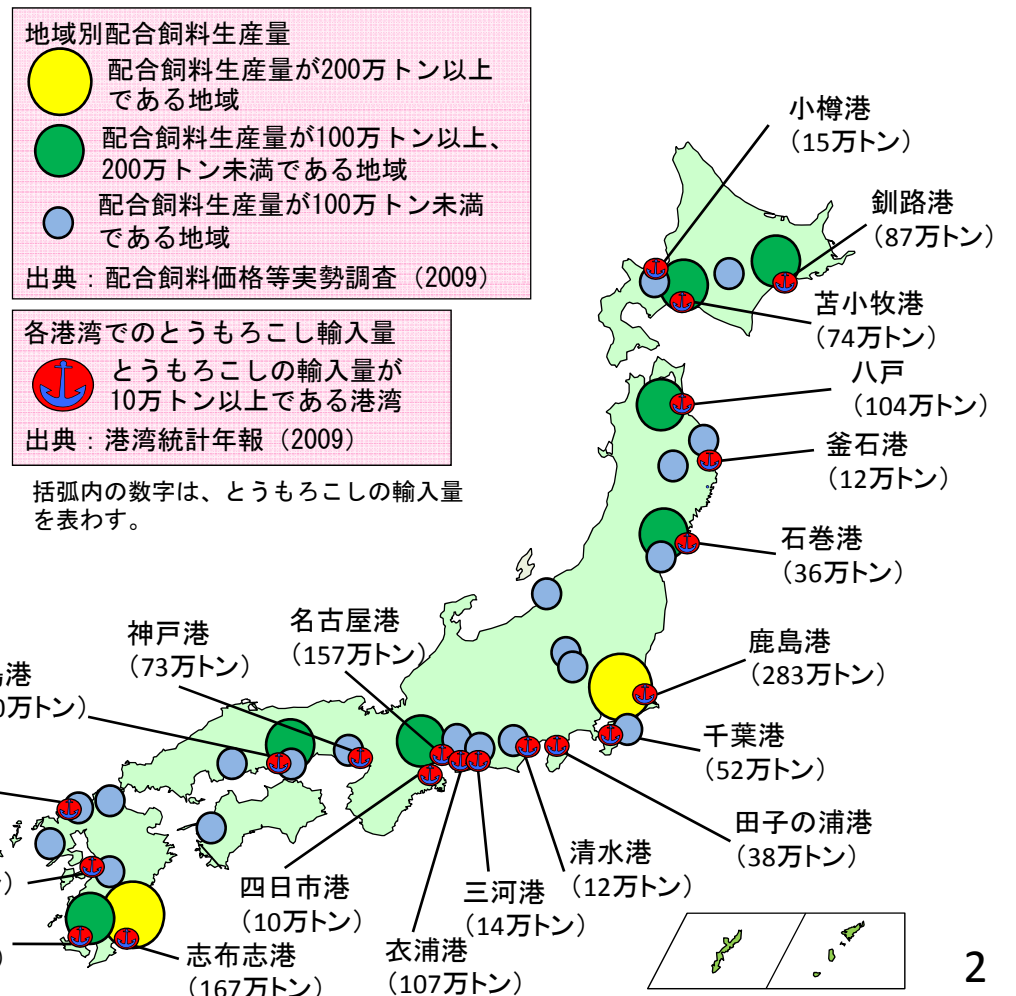 地域別配合飼料生産量
配合飼料生産量が200万トン以上
である地域
配合飼料生産量が100万トン以上、
200万トン未満である地域
配合飼料生産量が100万トン未満
である地域
出典：配合飼料価格等実勢調査（2009）
各港湾でのとうもろこし輸入量
とうもろこしの輸入量が
10万トン以上である港湾
出典：港湾統計年報（2009）
括弧内の数字は、とうもろこしの輸入量
を表わす。
小樽港
（15万トン）
釧路港
（87万トン）
苫小牧港
（74万トン）
八戸
（104万トン）
釜石港
（12万トン）
石巻港
（36万トン）
鹿島港
（283万トン）
千葉港
（52万トン）
田子の浦港
（38万トン）
清水港
（12万トン）
三河港
（14万トン）
衣浦港
（107万トン）
四日市港
（10万トン）
名古屋港
（157万トン）
神戸港
（73万トン）
港
0万トン）
志布志港
（167万トン）
2